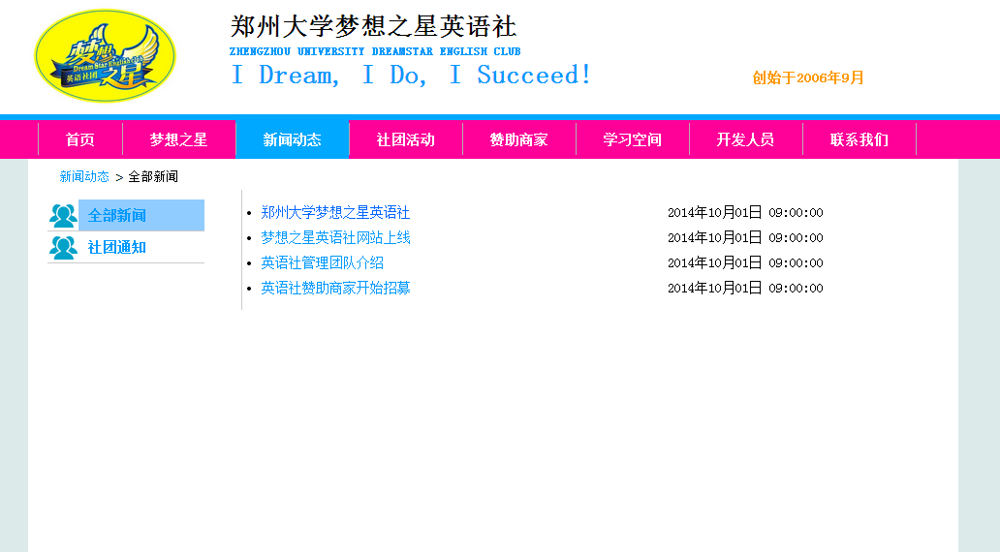 梦想
Dream Star English club
英语社团 之星
郑州大学梦想之星英语社
ZHENGZHOU UNIVERSITY DREAMSTAR ENGLISH CLUB
I Dream, I Do, I Succeed!
创始于2006年9月
首页 梦想之星 新闻动态 社团活动 赞助商家 学习空间 开发人员 联系我们
新闻动态 > 全部新闻
全部新闻
社团通知
• 郑州大学梦想之星英语社 2014年10月01日 09:00:00
• 梦想之星英语社网站上线 2014年10月01日 09:00:00
• 英语社管理团队介绍 2014年10月01日 09:00:00
• 英语社赞助商家开始招募 2014年10月01日 09:00:00